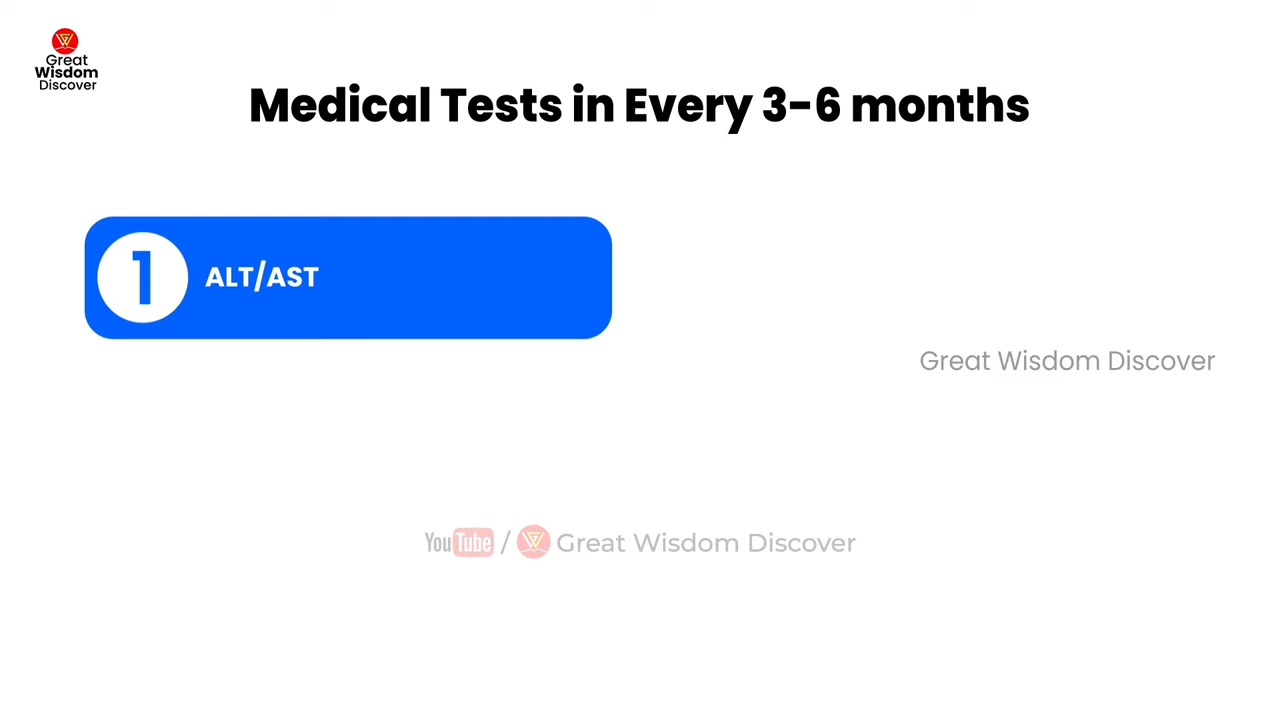 Great
Wisdom
Discover
Medical Tests in Every 3-6 months
1 ALT/AST
Great Wisdom Discover
YouTube / Great Wisdom Discover